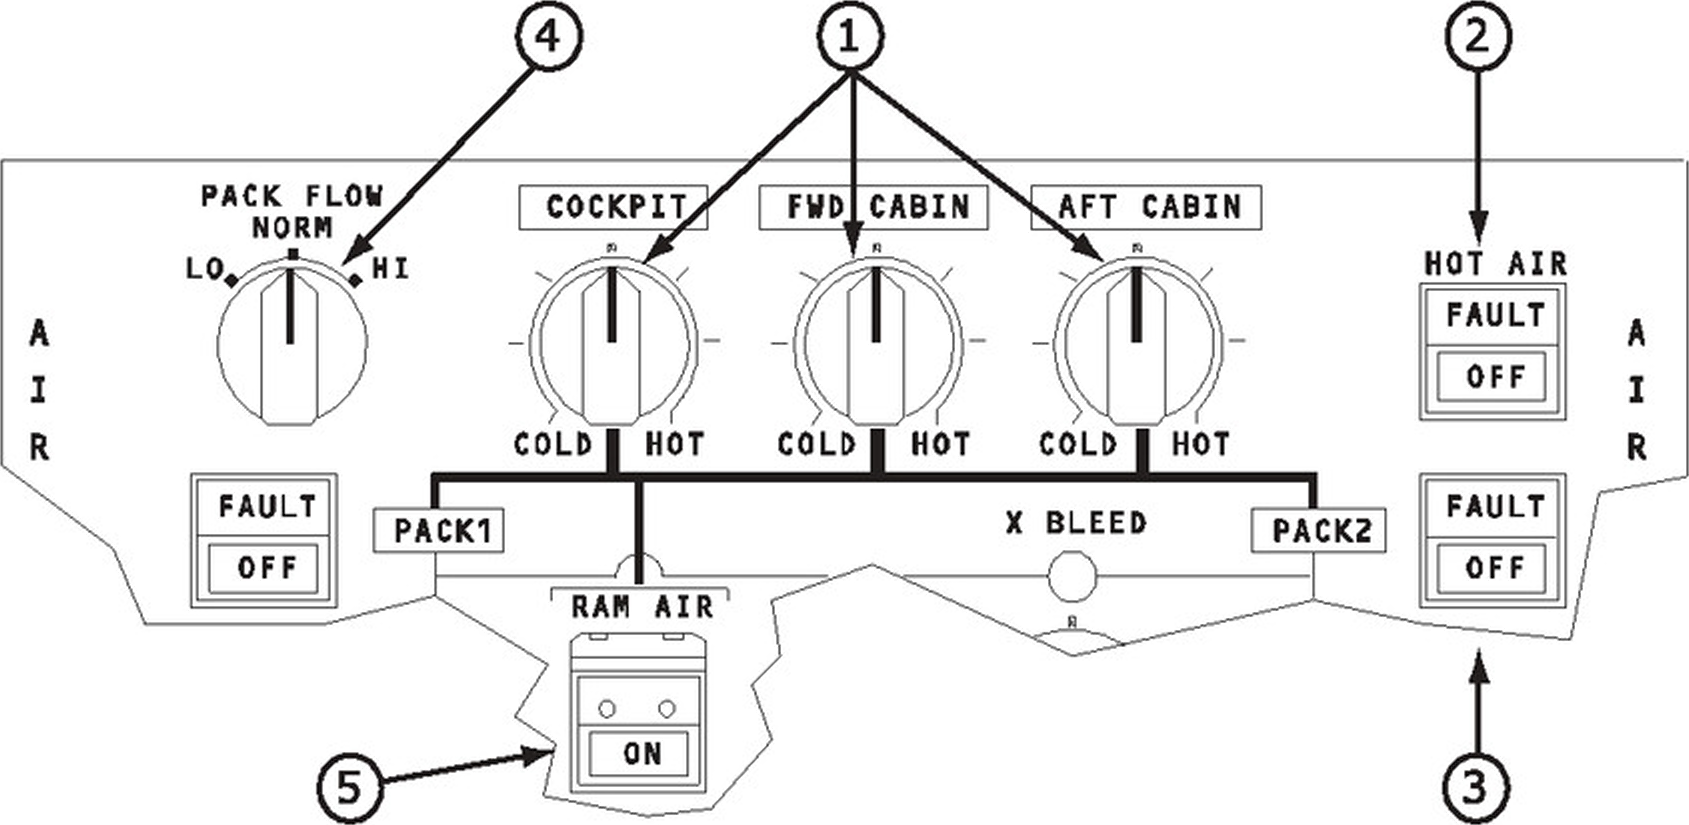 4
1
2
PACK FLOW
NORM
LO
HI
COCKPIT
FWD CABIN
AFT CABIN
HOT AIR
FAULT
OFF
A
I
R
A
I
R
COLD HOT
COLD HOT
COLD HOT
FAULT
OFF
PACK1
X BLEED
PACK2
FAULT
OFF
RAM AIR
ON
5
3